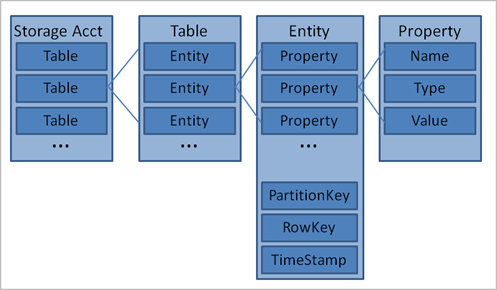 Storage Acct
Table
Table
Table
...
Table
Entity
Entity
Entity
...
Entity
Property
Property
Property
...
PartitionKey
RowKey
TimeStamp
Property
Name
Type
Value